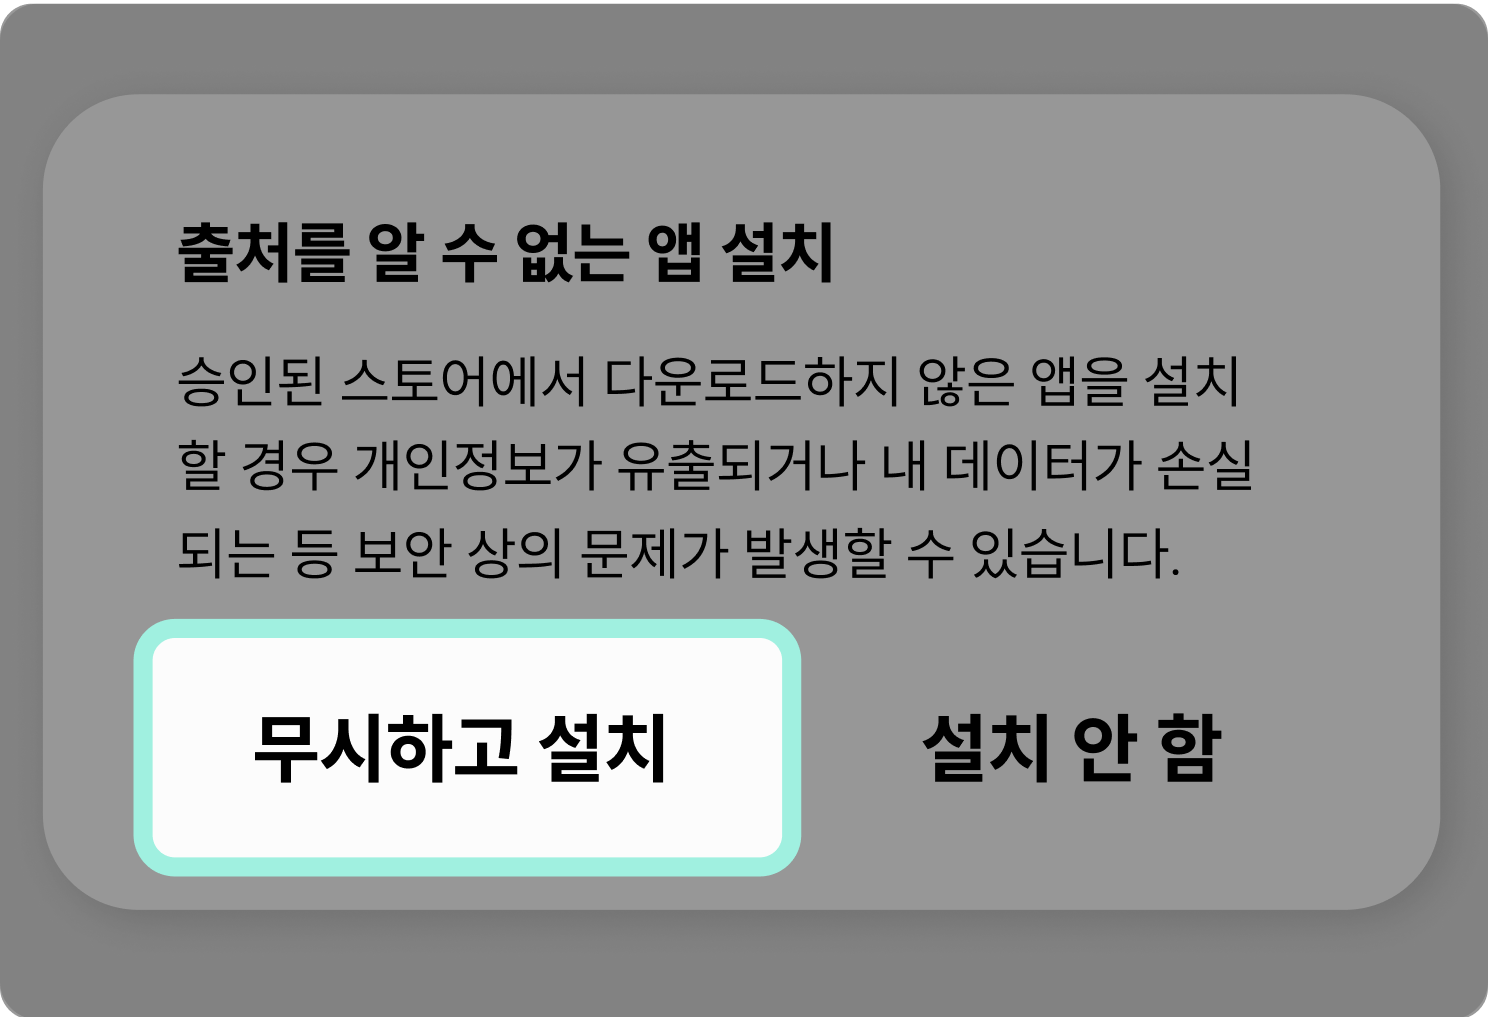 출처를 알 수 없는 앱 설치
승인된 스토어에서 다운로드하지 않은 앱을 설치
할 경우 개인정보가 유출되거나 내 데이터가 손실
되는 등 보안 상의 문제가 발생할 수 있습니다.
무시하고 설치
설치 안 함